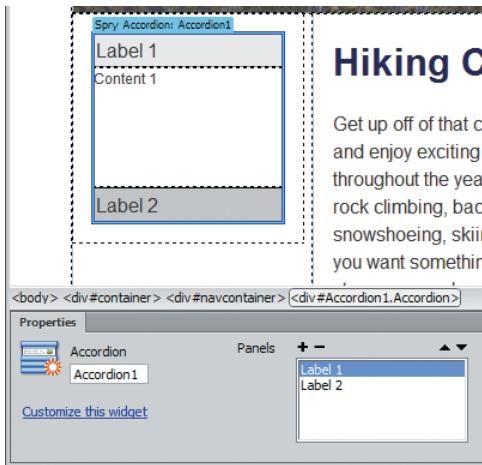 Spry Accordion: Accordion1
Label 1
Content 1
Label 2
Hiking C
Get up off of that c
and enjoy exciting
throughout the yea
rock climbing, bac
snowshoeing, skii
you want somethin
<body> <div#container> <div#navcontainer> <div#Accordion1.Accordion>
Properties
Accordion
Accordion1
Customize this widget
Panels + −
Label 1
Label 2